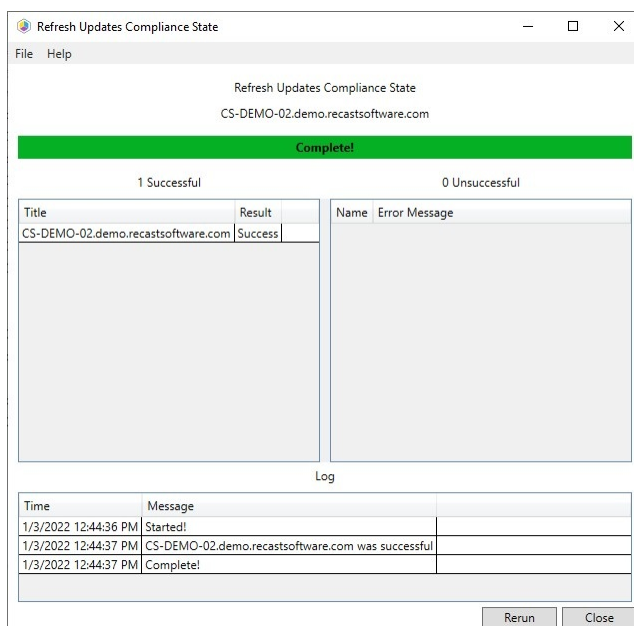 Refresh Updates Compliance State
File Help
Refresh Updates Compliance State
CS-DEMO-02.demo.recastsoftware.com
Complete!
1 Successful 0 Unsuccessful
Title Result Name Error Message
CS-DEMO-02.demo.recastsoftware.com Success
Log
Time Message
1/3/2022 12:44:36 PM Started!
1/3/2022 12:44:37 PM CS-DEMO-02.demo.recastsoftware.com was successful
1/3/2022 12:44:37 PM Complete!
Rerun Close